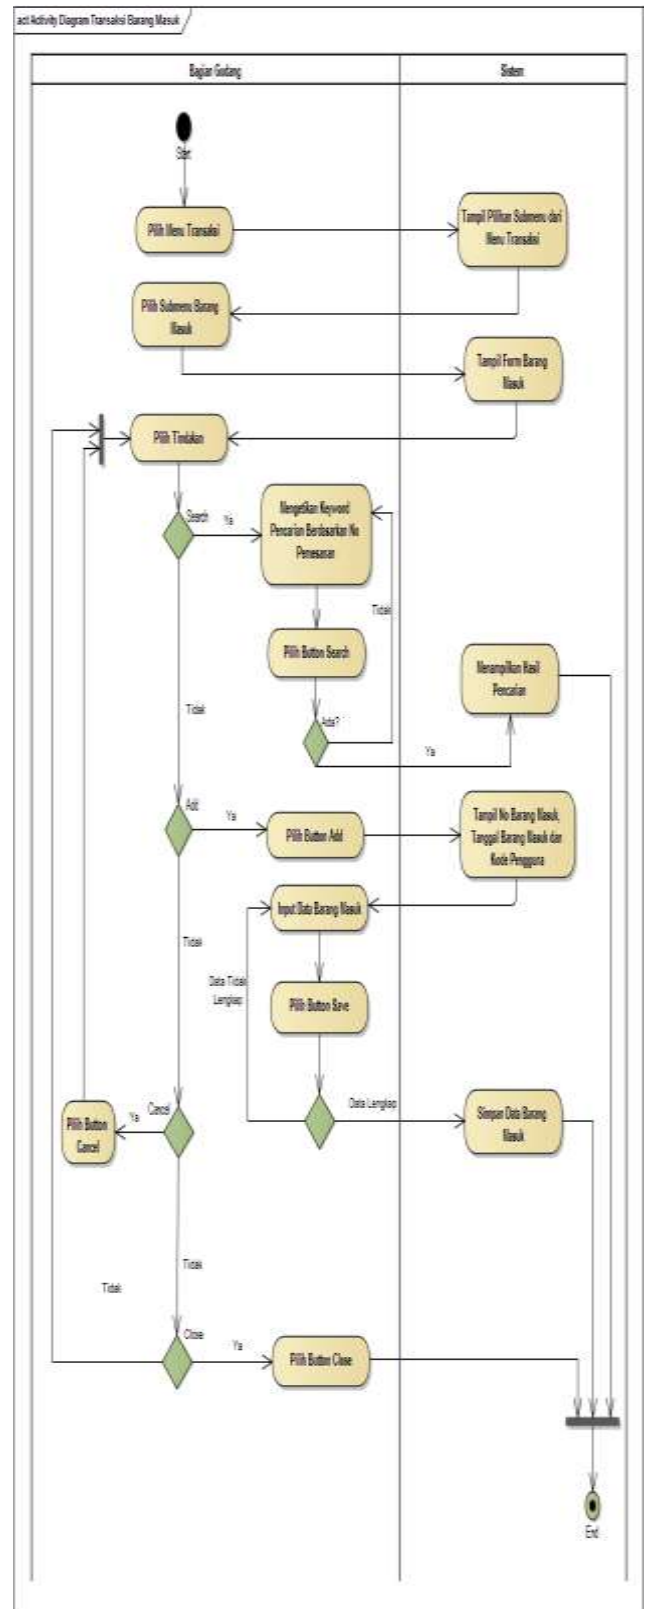 act Activity Diagram Transaksi Barang Masuk
Bagian Gudang
Sistem
Start
Pilih Menu Transaksi
Tampil Pilihan Submenu dari
Menu Transaksi
Pilih Submenu Barang
Masuk
Tampil Form Barang
Masuk
Pilih Tindakan
Search
Ya
Mengetikan Keyword
Pencarian Berdasarkan No
Pemesanan
Tidak
Pilih Button Search
Menampilkan Hasil
Pencarian
Tidak
Ada?
Ya
Add
Ya
Pilih Button Add
Tampil No Barang Masuk,
Tanggal Barang Masuk dan
Kode Pengguna
Input Data Barang Masuk
Tidak
Data Tidak
Lengkap
Pilih Button Save
Cancel
Ya
Pilih Button
Cancel
Data Lengkap
Simpan Data Barang
Masuk
Tidak
Tidak
Close
Ya
Pilih Button Close
End